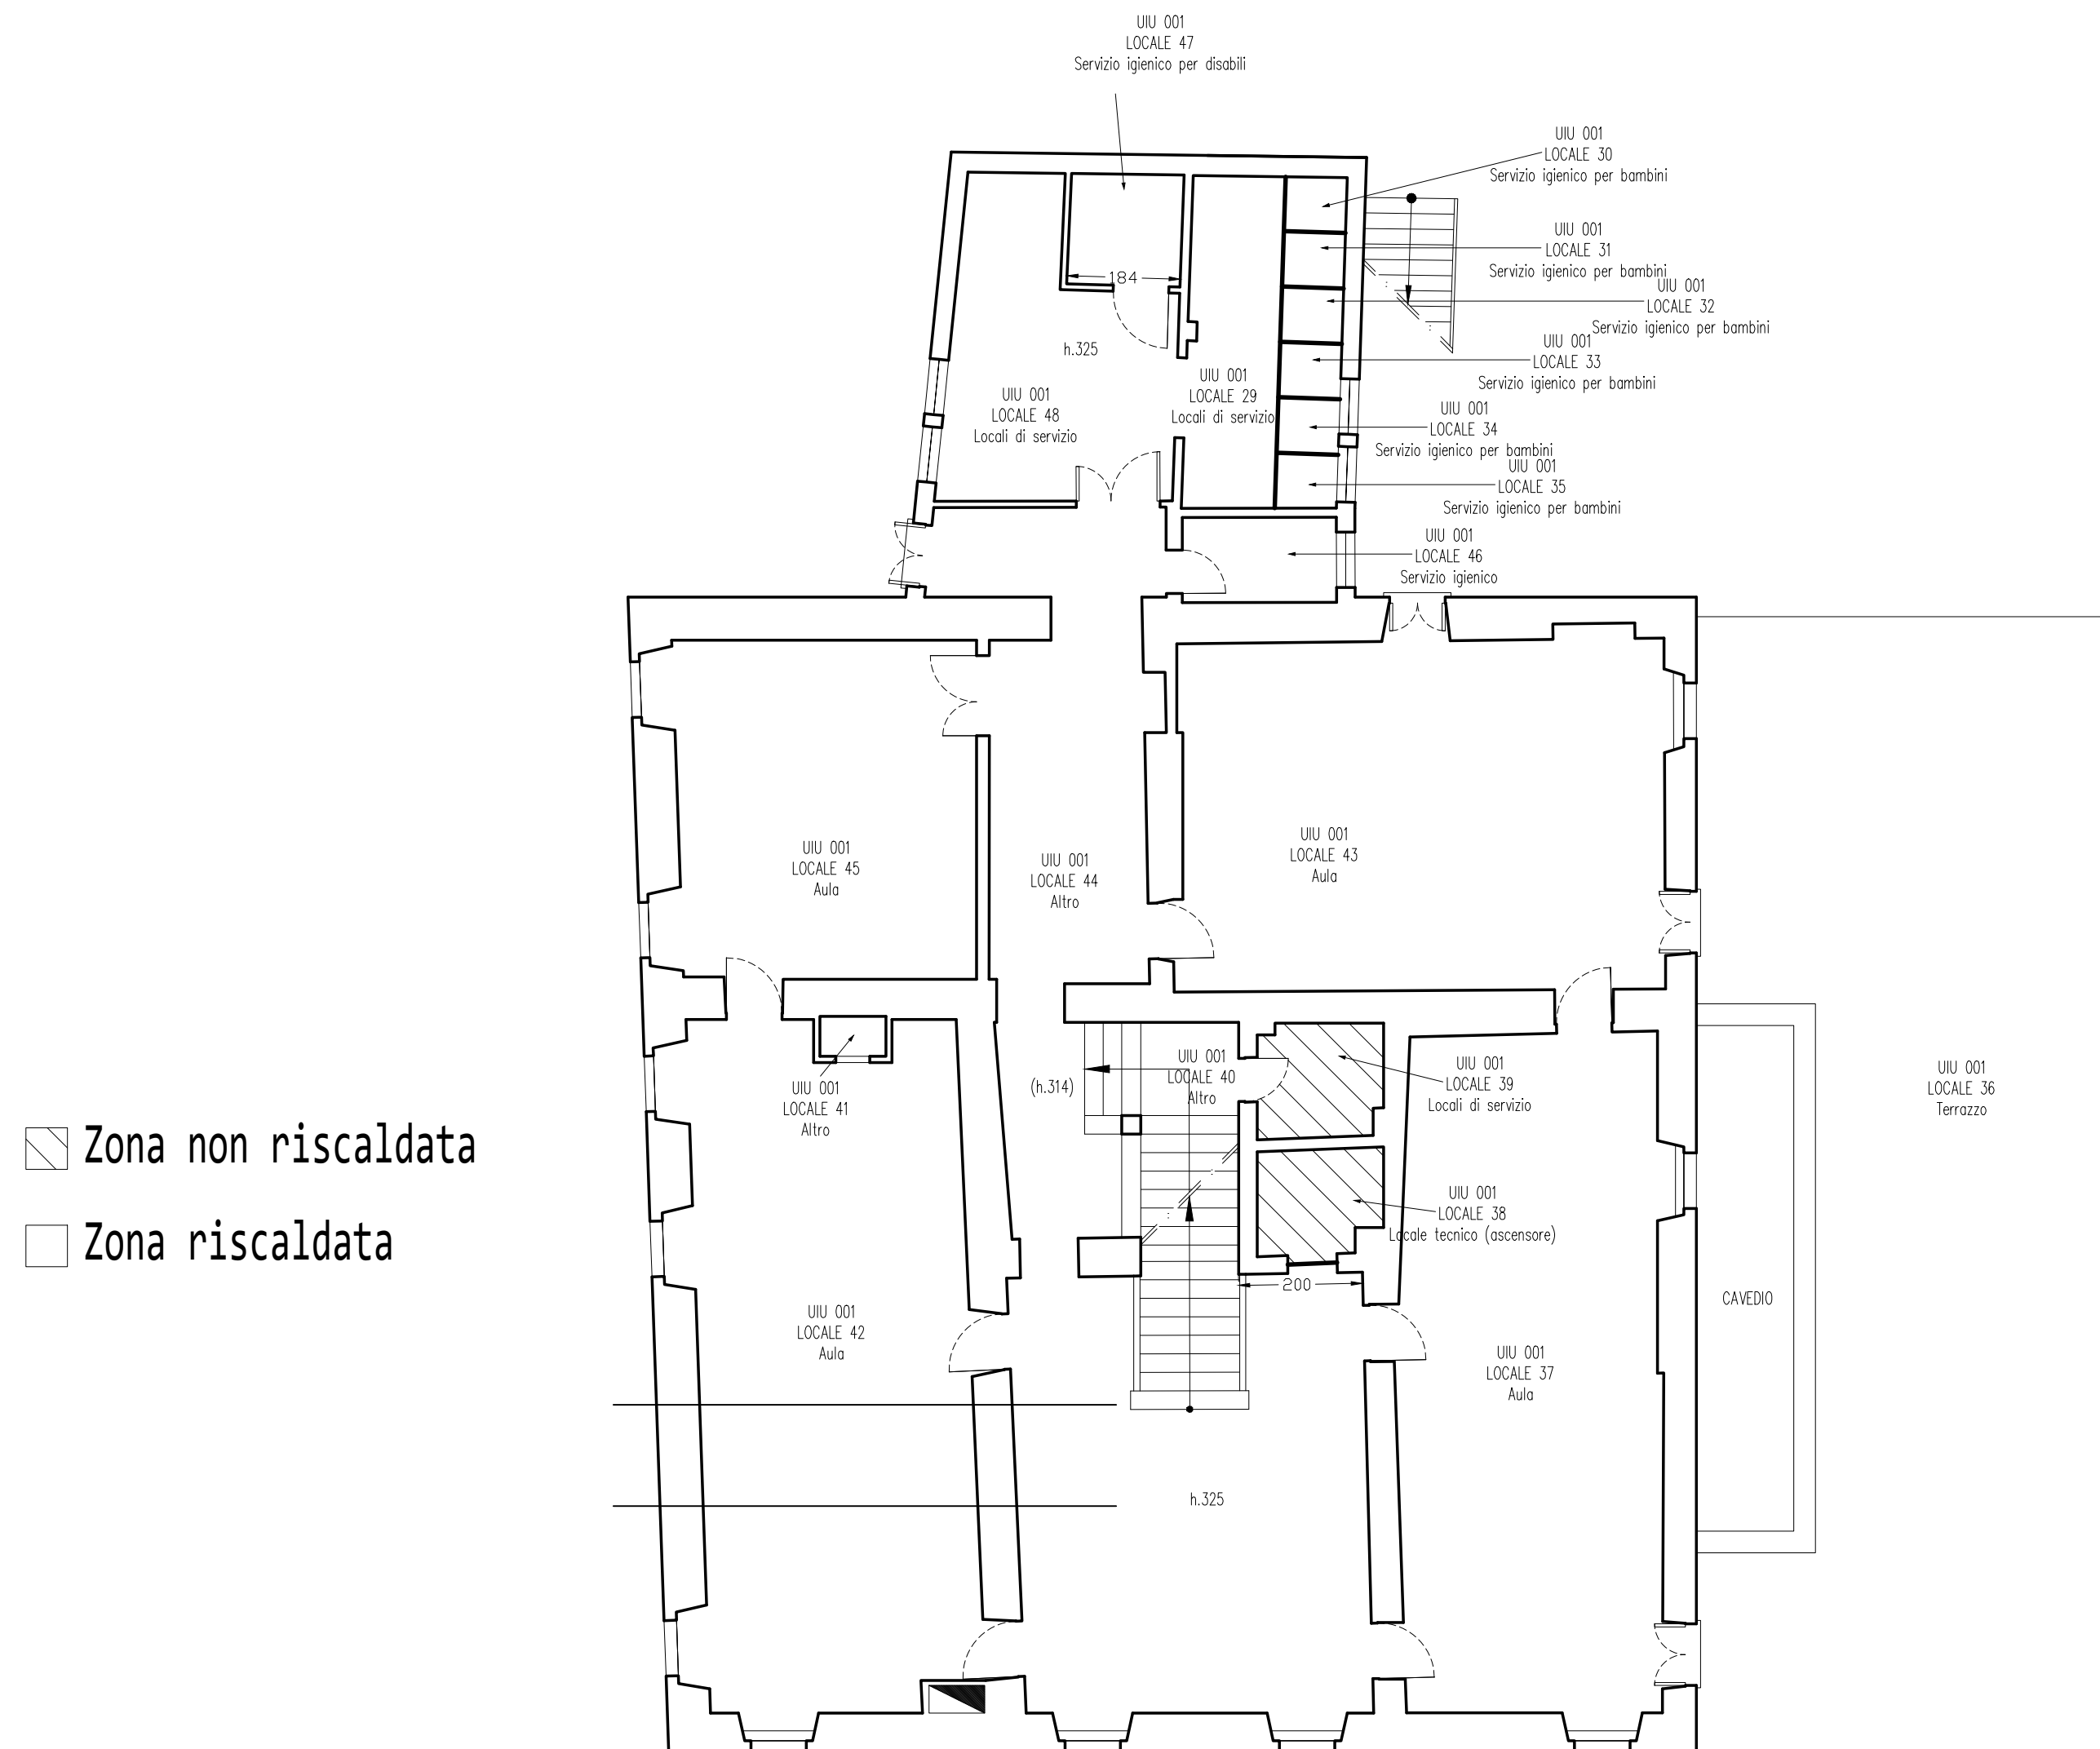 UIU 001
LOCALE 47
Servizio igienico per disabili
UIU 001
LOCALE 30
Servizio igienico per bambini
UIU 001
LOCALE 31
Servizio igienico per bambini
UIU 001
LOCALE 32
Servizio igienico per bambini
184
UIU 001
LOCALE 33
Servizio igienico per bambini
h.325
UIU 001
LOCALE 29
Locali di servizio
UIU 001
LOCALE 48
Locali di servizio
UIU 001
LOCALE 34
Servizio igienico per bambini
UIU 001
LOCALE 35
Servizio igienico per bambini
UIU 001
LOCALE 46
Servizio igienico
UIU 001
LOCALE 45
Aula
UIU 001
LOCALE 44
Altro
UIU 001
LOCALE 43
Aula
UIU 001
LOCALE 41
Altro
(h.314)
UIU 001
LOCALE 40
Altro
UIU 001
LOCALE 39
Locali di servizio
UIU 001
LOCALE 36
Terrazzo
Zona non riscaldata
Zona riscaldata
UIU 001
LOCALE 38
Locale tecnico (ascensore)
200
CAVEDIO
UIU 001
LOCALE 42
Aula
UIU 001
LOCALE 37
Aula
h.325